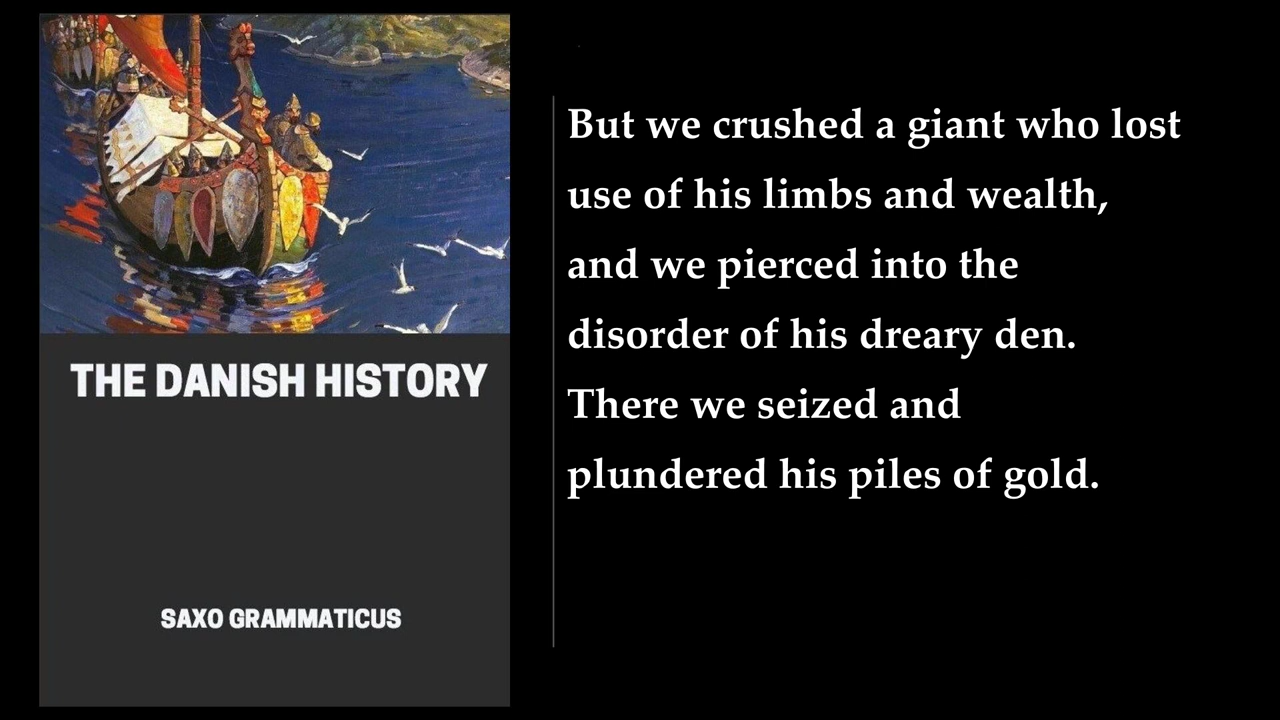 THE DANISH HISTORY
SAXO GRAMMATICUS
But we crushed a giant who lost
use of his limbs and wealth,
and we pierced into the
disorder of his dreary den.
There we seized and
plundered his piles of gold.